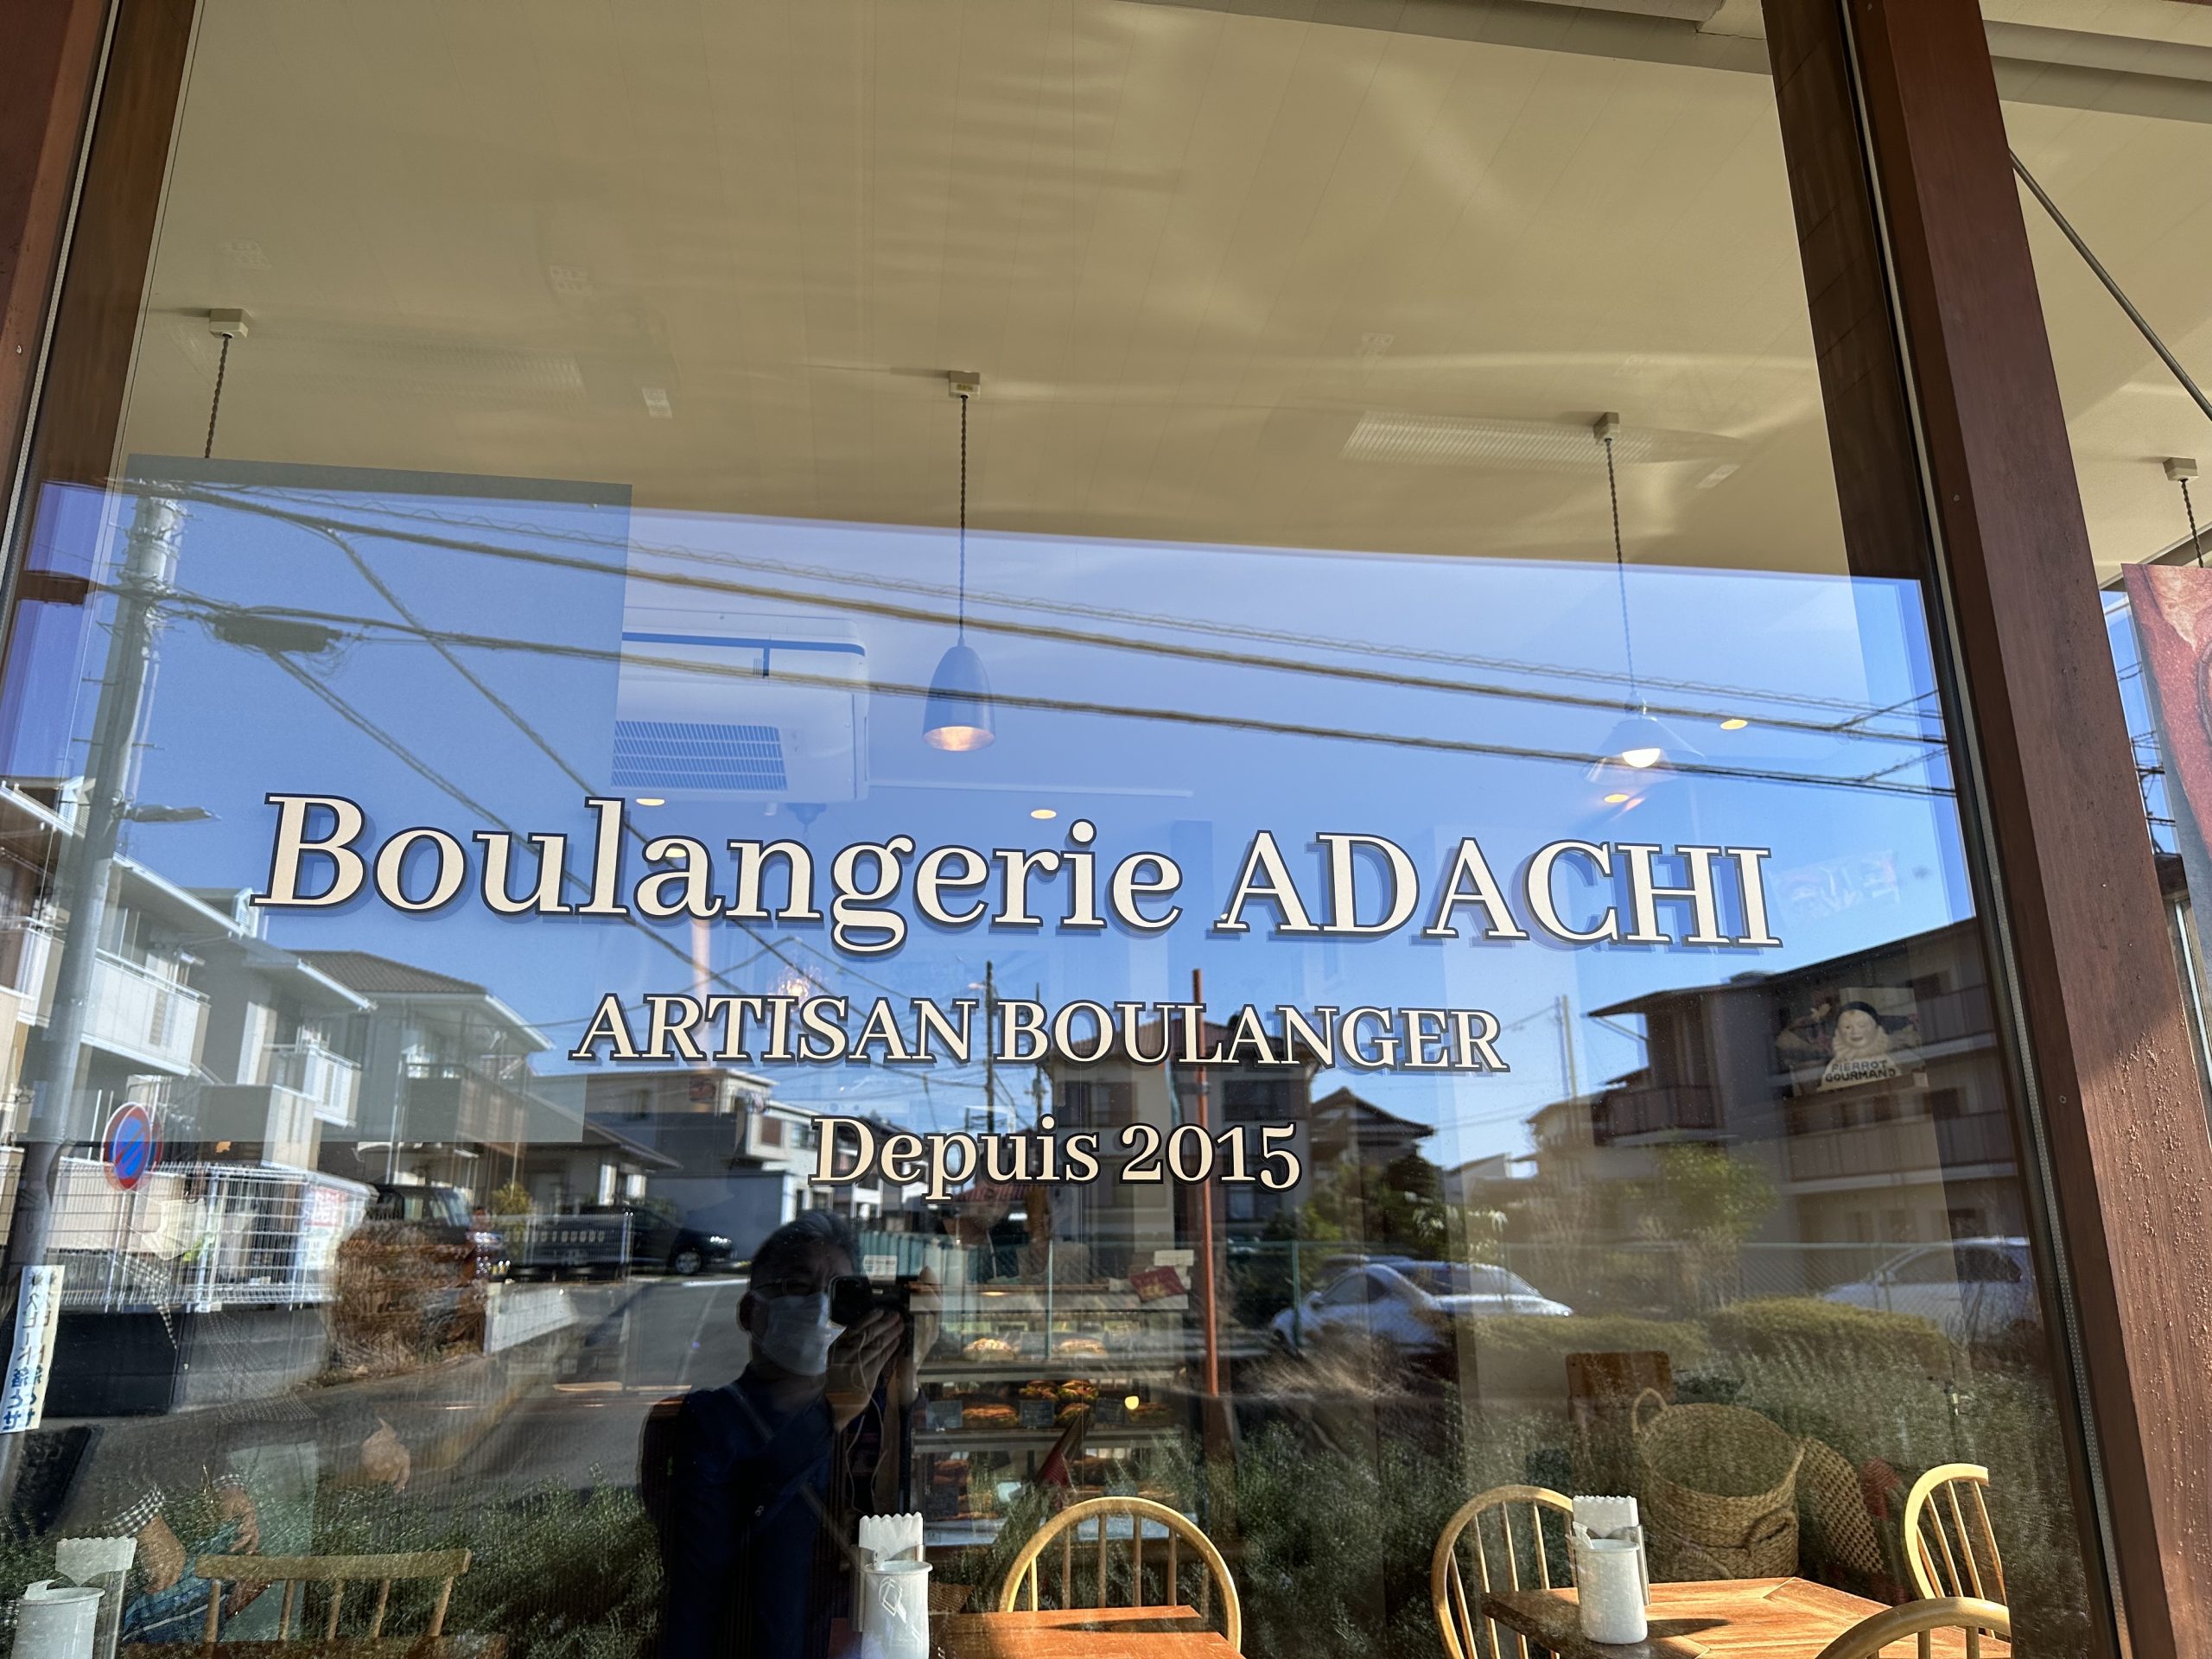 Boulangerie ADACHI
ARTISAN BOULANGER
Depuis 2015
PIERROT
GOURMAND